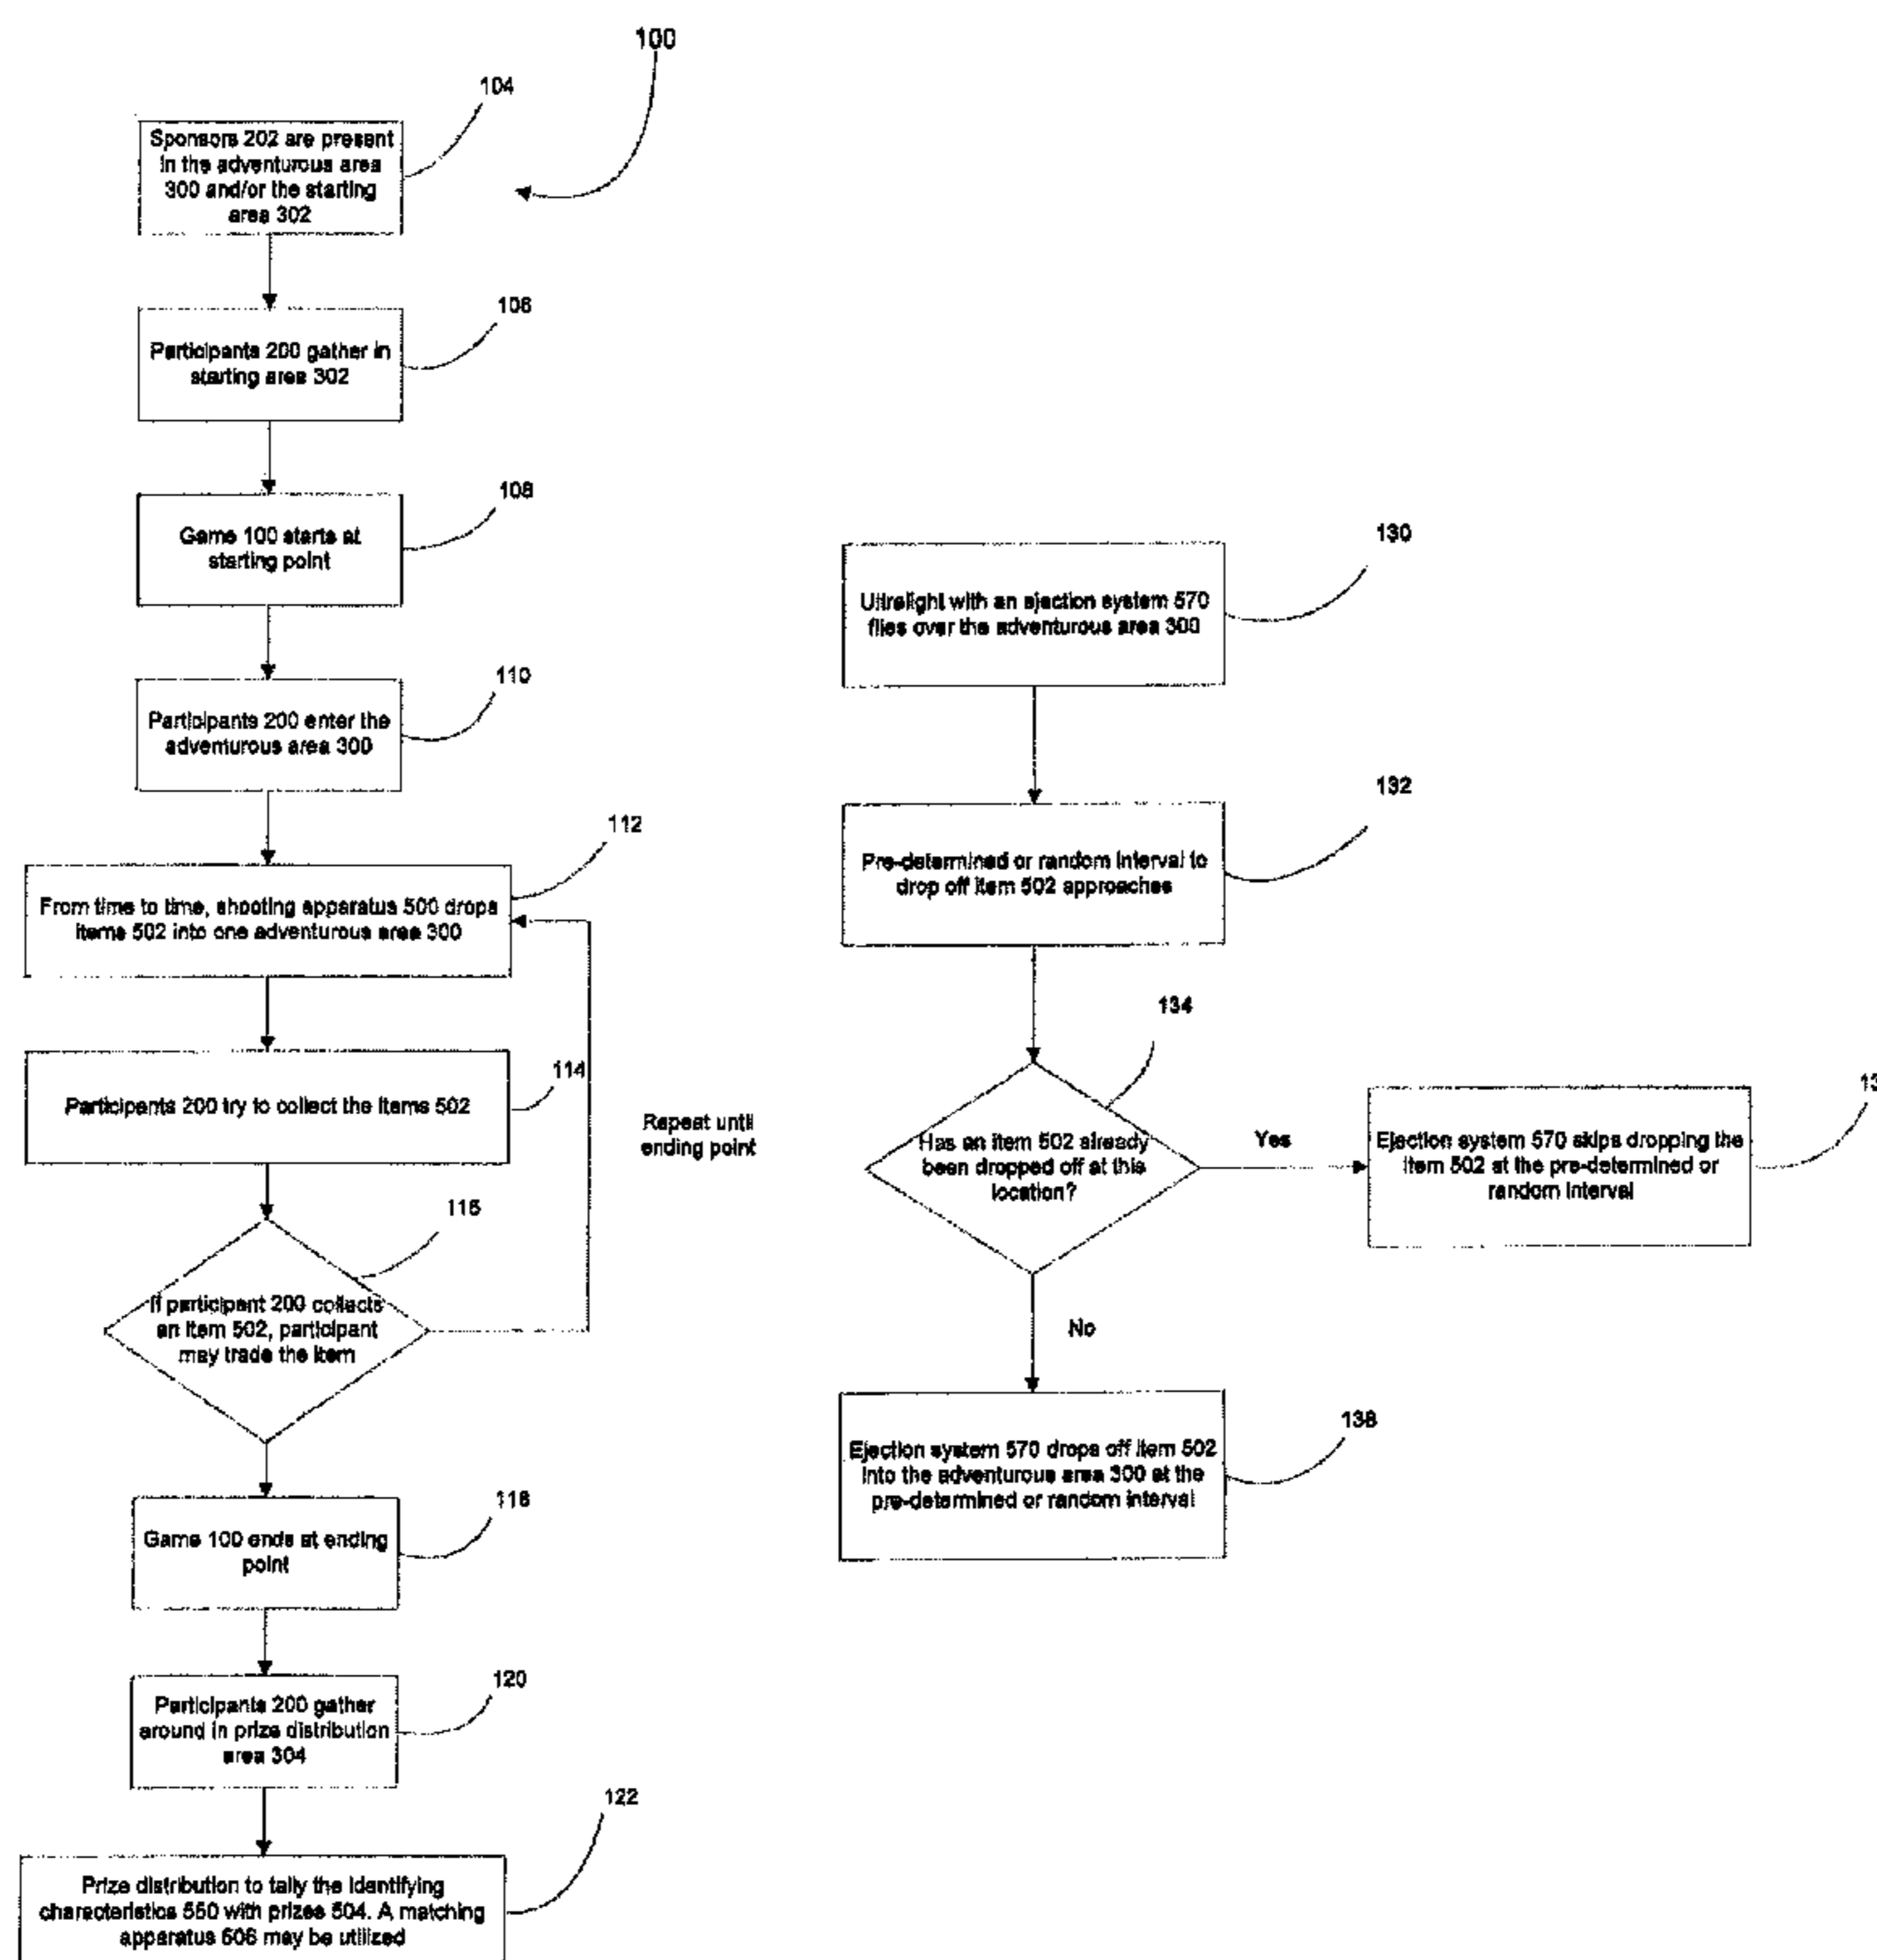 100
104
Sponsors 202 are present
in the adventurous area
300 and/or the starting
area 302
106
Participants 200 gather in
starting area 302
108
Game 100 starts at
starting point
110
Participants 200 enter the
adventurous area 300
112
From time to time, shooting apparatus 500 drops
items 502 into one adventurous area 300
114
Participants 200 try to collect the items 502
Repeat until
ending point
116
If participant 200 collects
an item 502, participant
may trade the item
118
Game 100 ends at ending
point
120
Participants 200 gather
around in prize distribution
area 304
122
Prize distribution to tally the identifying
characteristics 550 with prizes 504. A matching
apparatus 506 may be utilized
130
Ultralight with an ejection system 570
flies over the adventurous area 300
132
Pre-determined or random interval to
drop off item 502 approaches
134
Has an item 502 already
been dropped off at this
location?
Yes
Ejection system 570 skips dropping the
item 502 at the pre-determined or
random interval
No
138
Ejection system 570 drops off item 502
into the adventurous area 300 at the
pre-determined or random interval